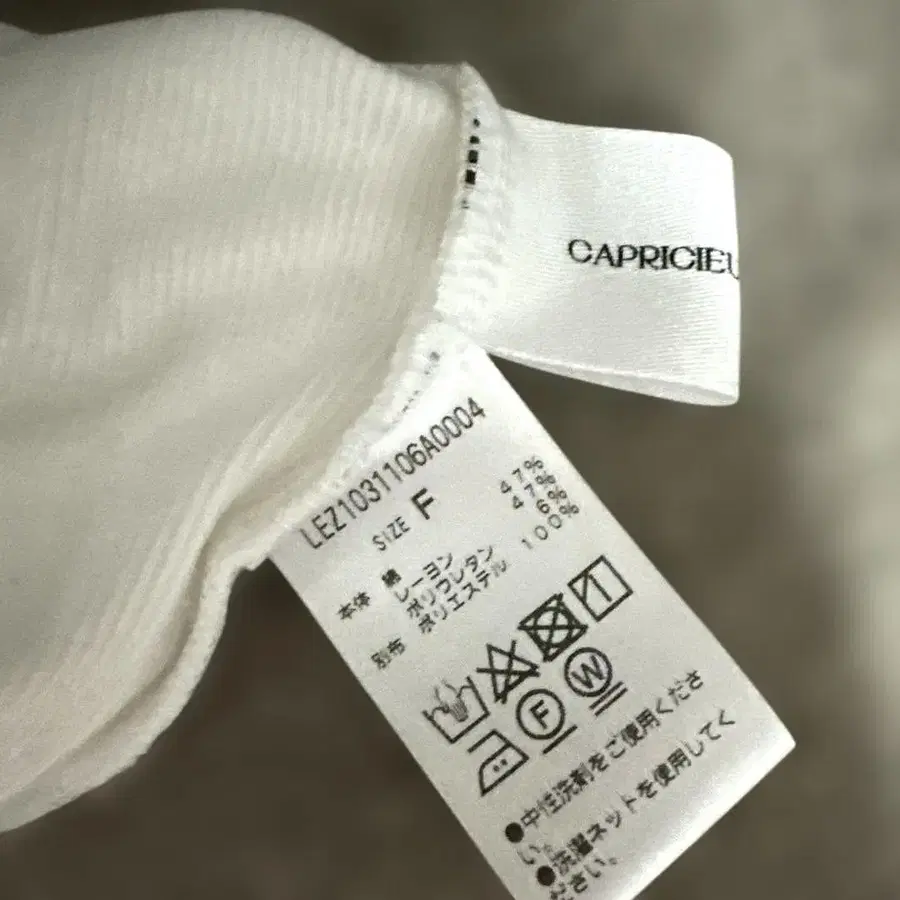 CAPRICIEU
LEZ1031106A0004
SIZE F
本体 綿 47%
レーヨン 47%
ポリウレタン 6%
別布 ポリエステル 100%
F W
●中性洗剤をご使用くださ
い。
●洗濯ネットを使用してく
ださい。